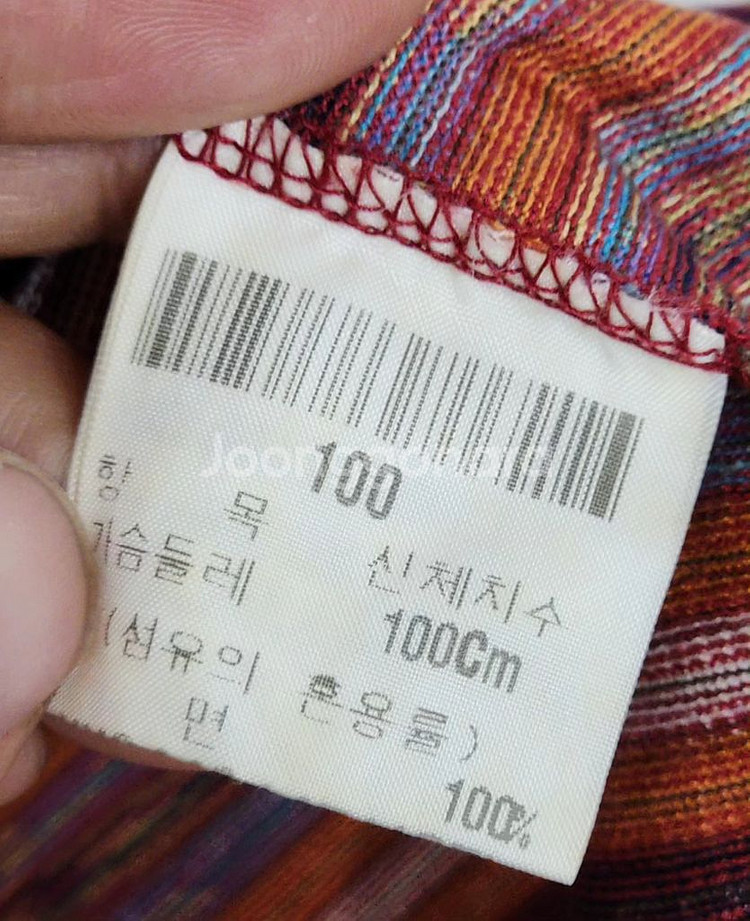 100
항 목 신체치수
가슴둘레 100Cm
(섬유의 혼용률)
면 100%